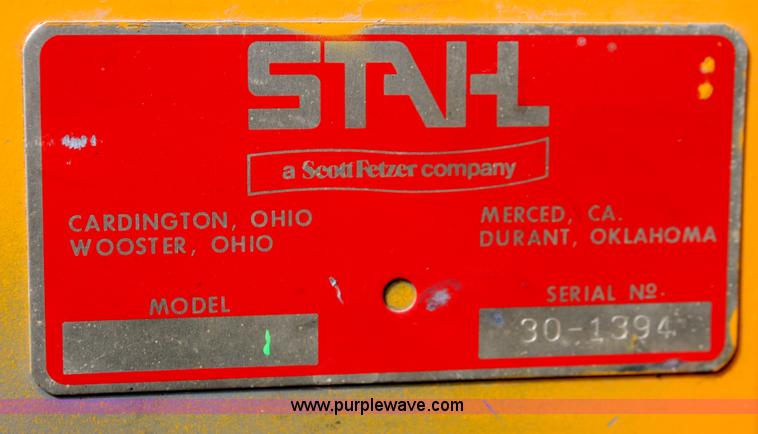 STAHL
a Scott Fetzer company
CARDINGTON, OHIO
WOOSTER, OHIO
MERCED, CA.
DURANT, OKLAHOMA
MODEL
SERIAL Nº.
30-1394
www.purplewave.com